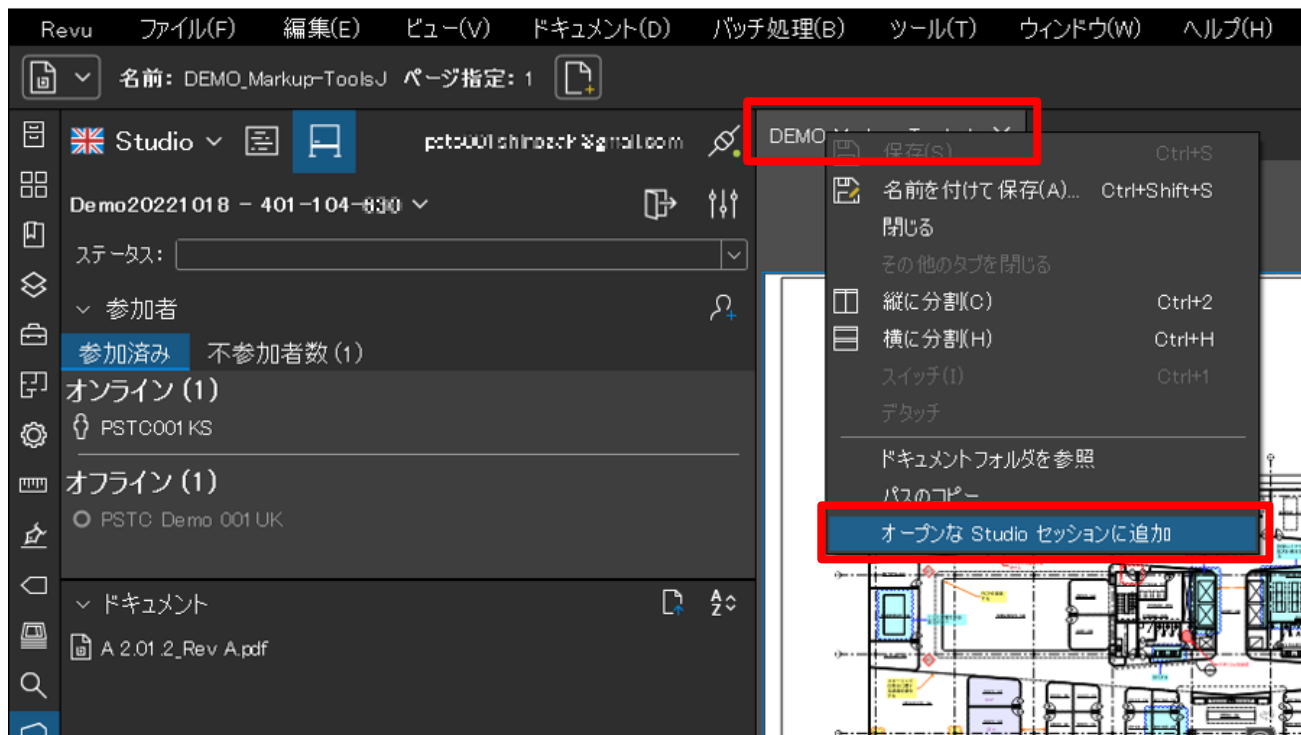 Revu ファイル(F) 編集(E) ビュー(V) ドキュメント(D) バッチ処理(B) ツール(T) ウィンドウ(W) ヘルプ(H)
名前: DEMO_Markup-ToolsJ ページ指定: 1
Studio
Demo20221018 - 401-104-
ステータス:
参加者
参加済み 不参加者数 (1)
オンライン (1)
PSTC001 KS
オフライン (1)
PSTC Demo 001 UK
ドキュメント
A 2.01.2_Rev A.pdf
DEMO
保存(S) Ctrl+S
名前を付けて保存(A)... Ctrl+Shift+S
閉じる
その他のタブを閉じる
縦に分割(C) Ctrl+2
横に分割(H) Ctrl+H
スイッチ(I) Ctrl+1
デタッチ
ドキュメントフォルダを参照
パスのコピー
オープンな Studio セッションに追加